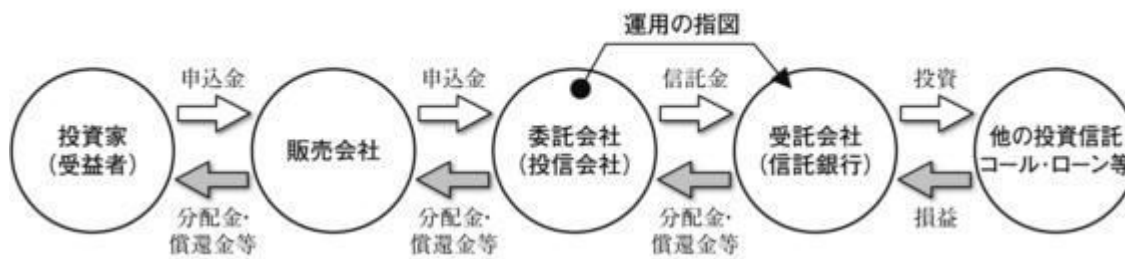 運用の指図
申込金
申込金
信託金
投資
投資家
(受益者)
販売会社
委託会社
(投信会社)
受託会社
(信託銀行)
他の投資信託
コール・ローン等
分配金・
償還金等
分配金・
償還金等
分配金・
償還金等
損益